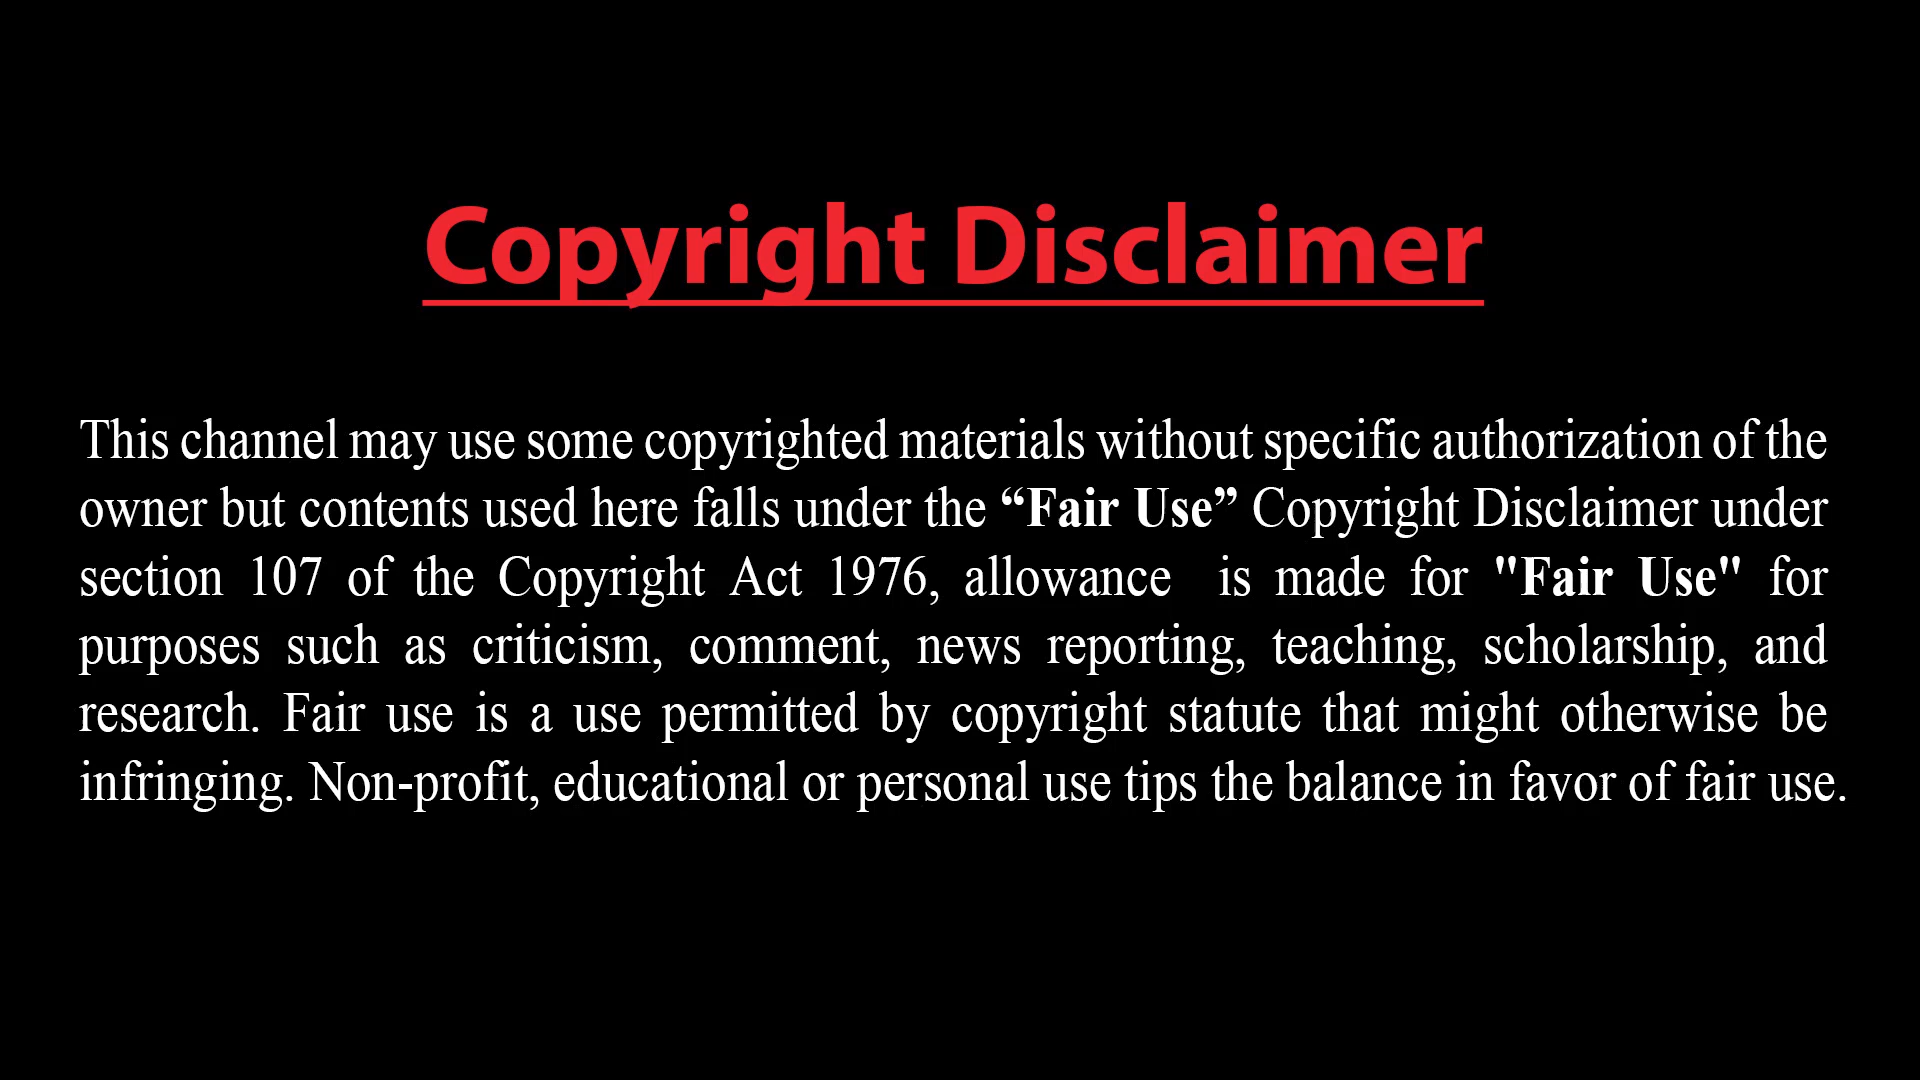 Copyright Disclaimer
This channel may use some copyrighted materials without specific authorization of the
owner but contents used here falls under the “Fair Use” Copyright Disclaimer under
section 107 of the Copyright Act 1976, allowance  is made for "Fair Use" for
purposes such as criticism, comment, news reporting, teaching, scholarship, and
research. Fair use is a use permitted by copyright statute that might otherwise be
infringing. Non-profit, educational or personal use tips the balance in favor of fair use.